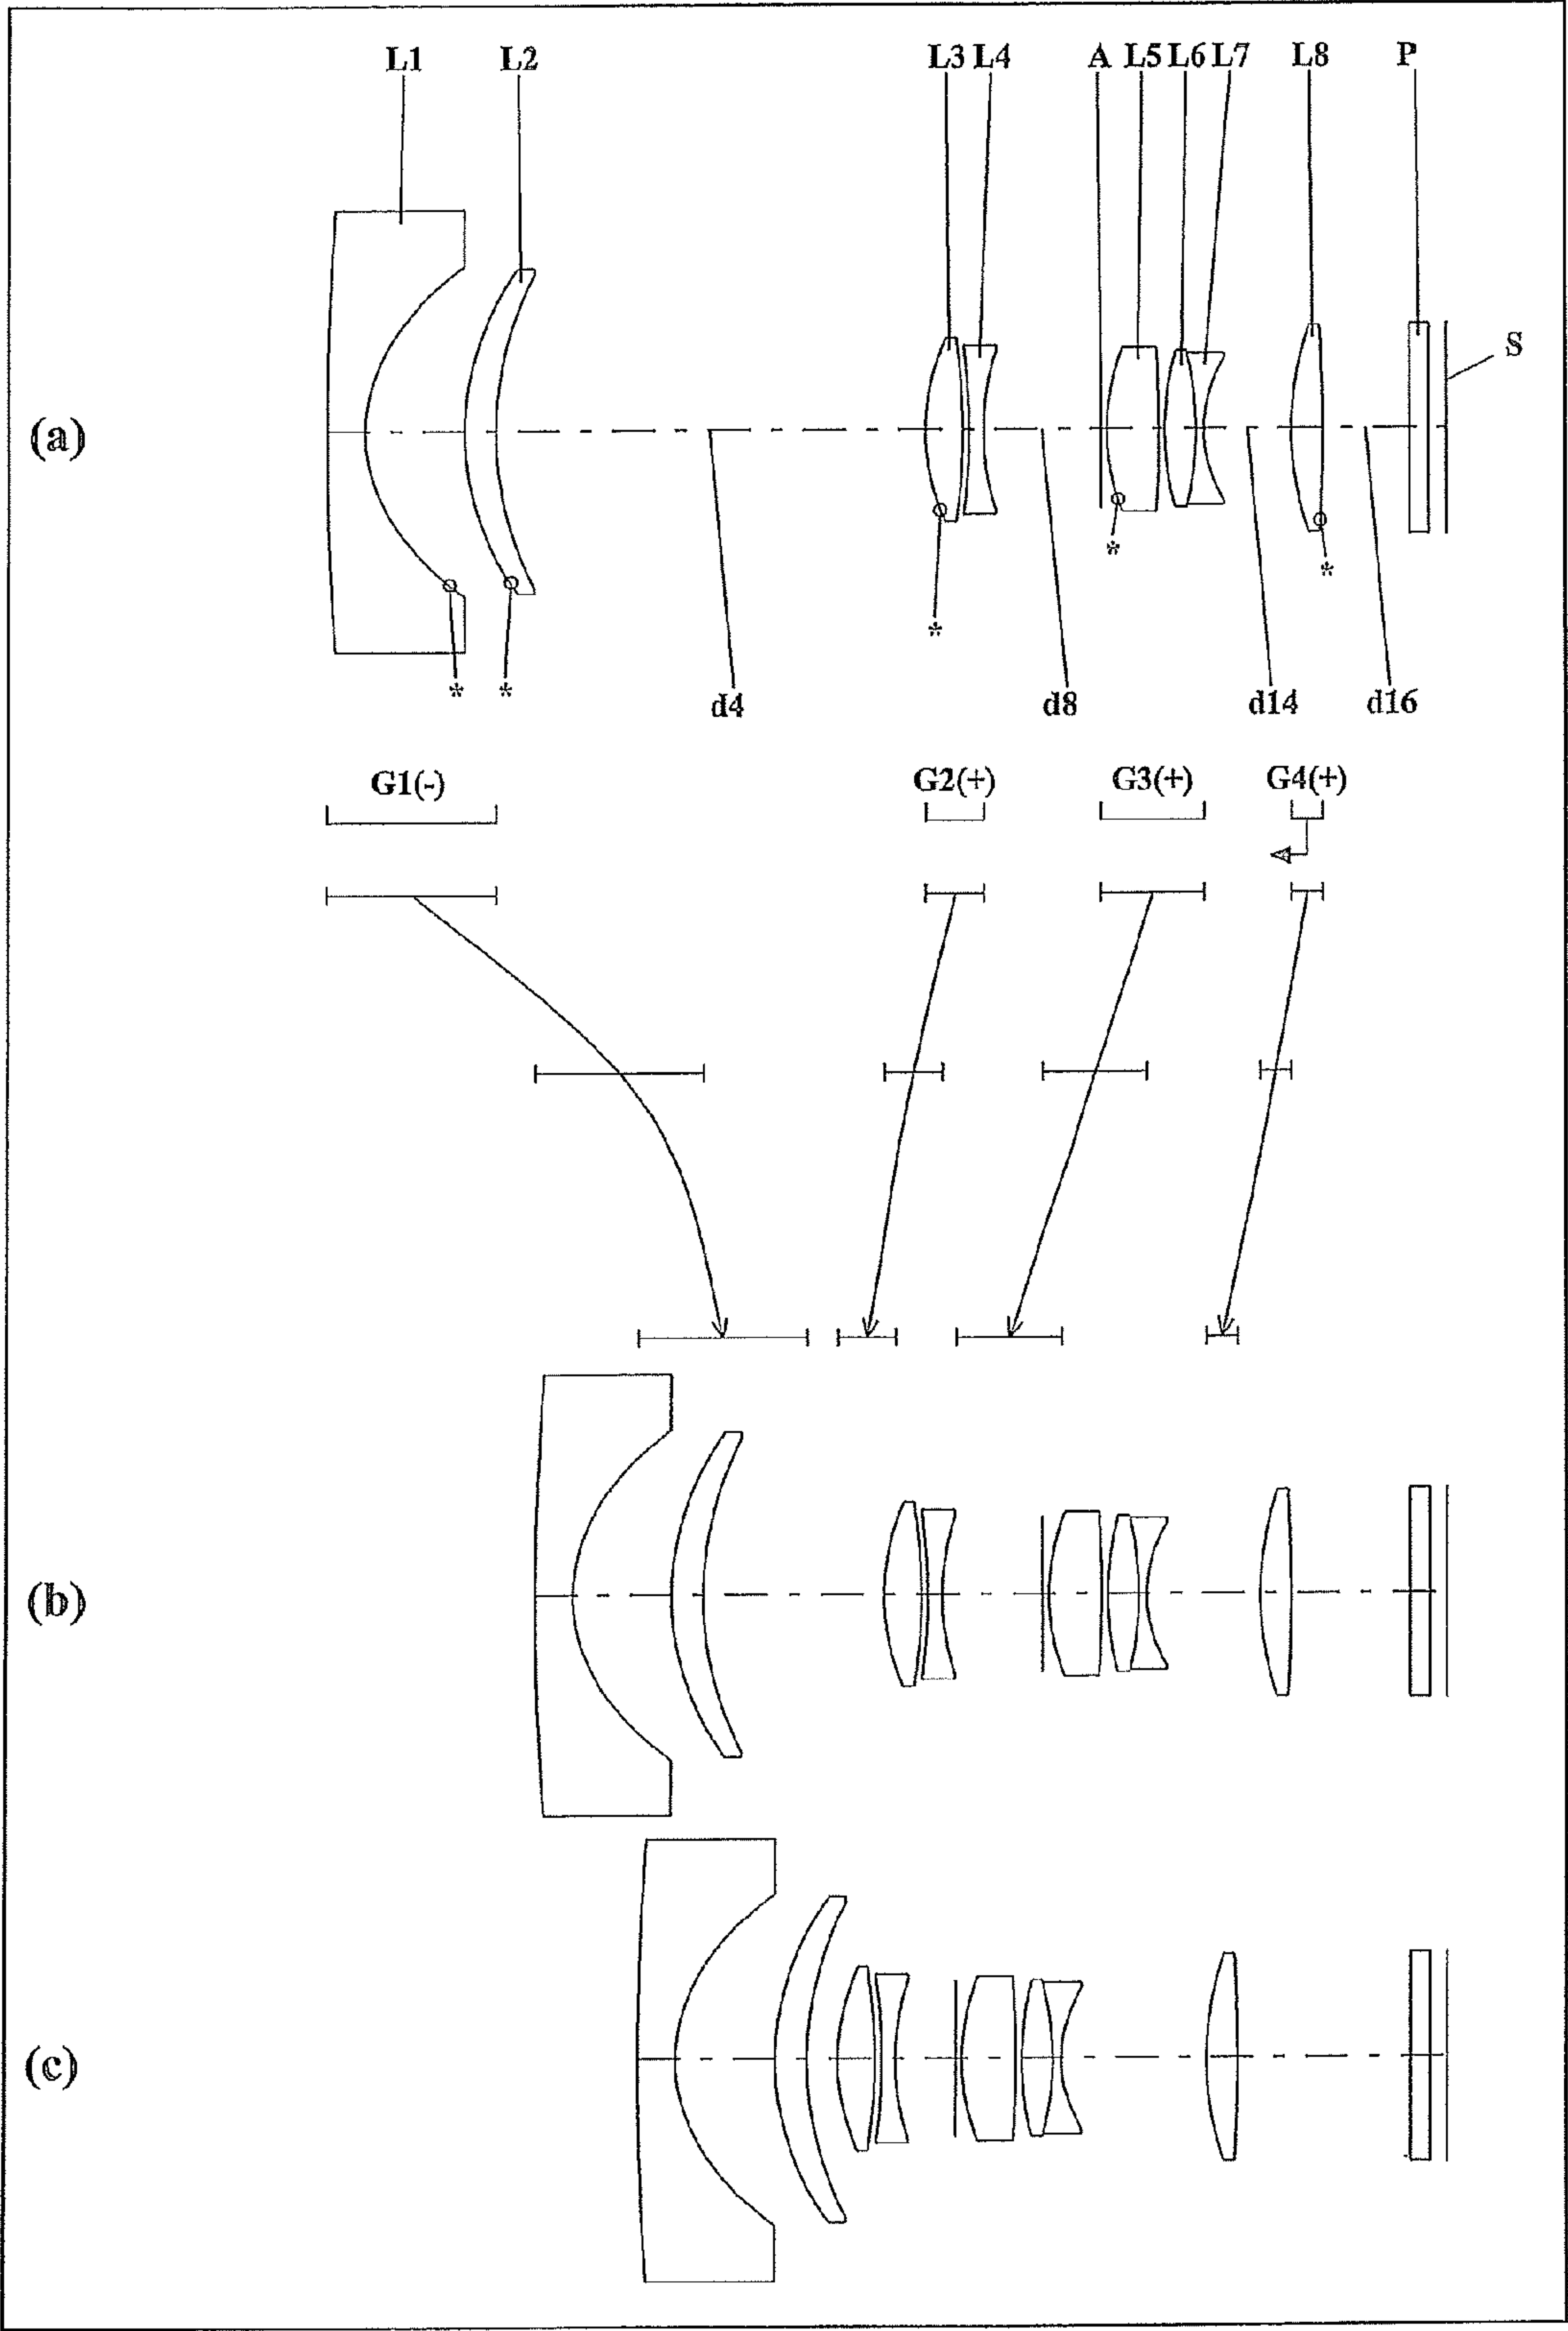 L1 L2 L3 L4 A L5 L6 L7 L8 P
S
(a)
* * * * *
d4 d8 d14 d16
G1(-) G2(+) G3(+) G4(+)
(b)
(c)